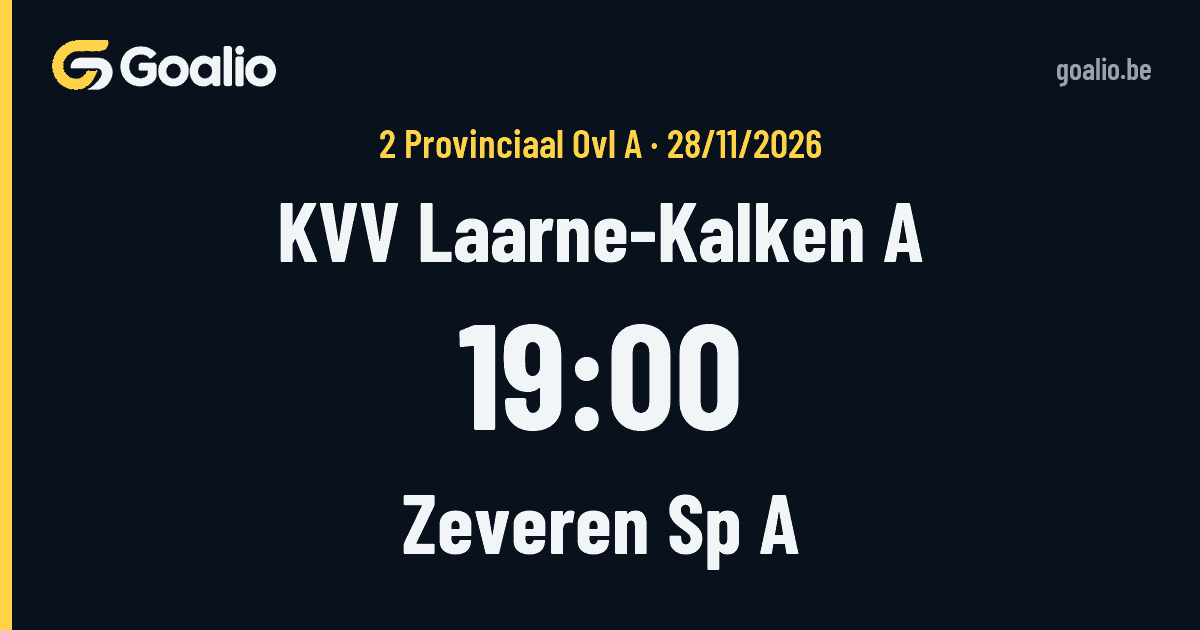 Goalio
goalio.be
2 Provinciaal Ovl A · 28/11/2026
KVV Laarne-Kalken A
19:00
Zeveren Sp A